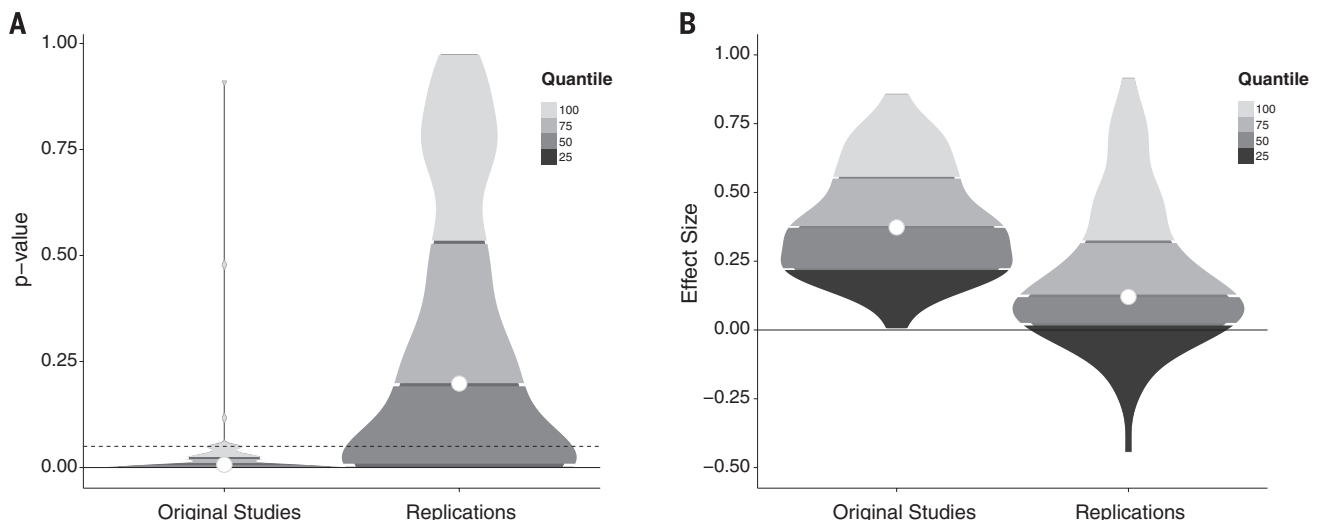 A
p−value
1.00
0.75
0.50
0.25
0.00
Original Studies
Replications
Quantile
100
75
50
25
B
Effect Size
1.00
0.75
0.50
0.25
0.00
−0.25
−0.50
Original Studies
Replications
Quantile
100
75
50
25